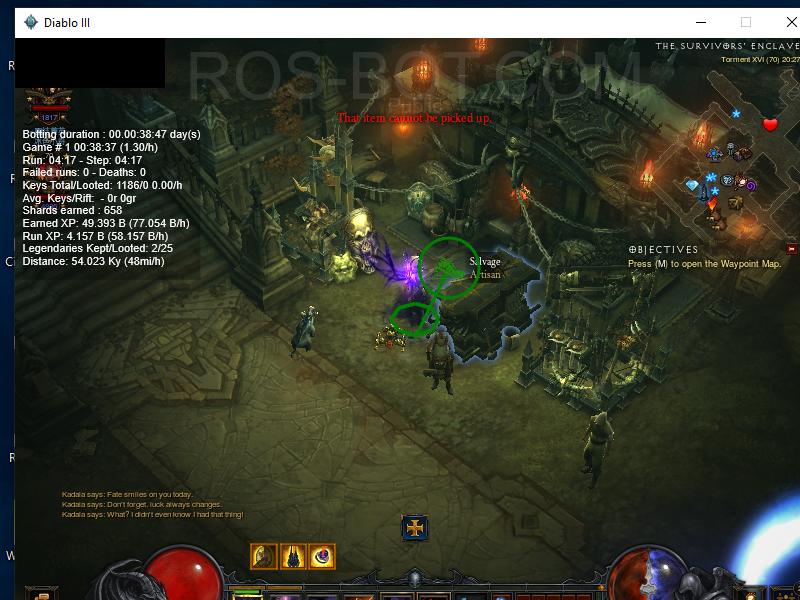 Diablo III
ROS-BOT.COM
THE SURVIVORS' ENCLAVE
Torment XVI (70) 20:27
1817
That item cannot be picked up.
Botting duration : 00.00:38:47 day(s)
Game # 1 00:38:37 (1.30/h)
Run: 04:17 - Step: 04:17
Failed runs: 0 - Deaths: 0
Keys Total/Looted: 1186/0 0.00/h
Avg. Keys/Rift: - 0r 0gr
Shards earned : 658
Earned XP: 49.393 B (77.054 B/h)
Run XP: 4.157 B (58.157 B/h)
Legendaries Kept/Looted: 2/25
Distance: 54.023 Ky (48mi/h)
OBJECTIVES
Press (M) to open the Waypoint Map.
Salvage
Artisan
Kadala says: Fate smiles on you today.
Kadala says: Don't forget, luck always changes.
Kadala says: What? I didn't even know I had that thing!